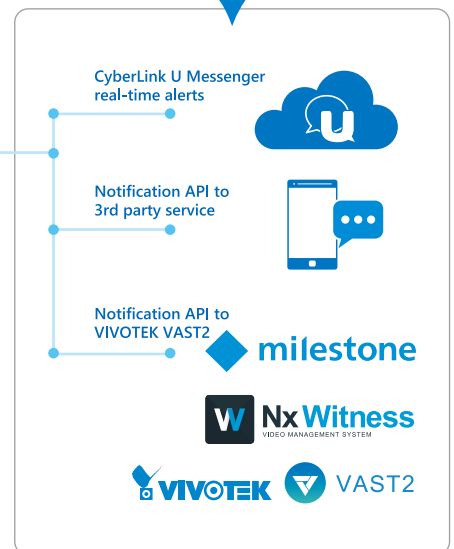 CyberLink U Messenger
real-time alerts
U
Notification API to
3rd party service
Notification API to
VIVOTEK VAST2
milestone
W Nx Witness
VIDEO MANAGEMENT SYSTEM
VIVOTEK VAST2